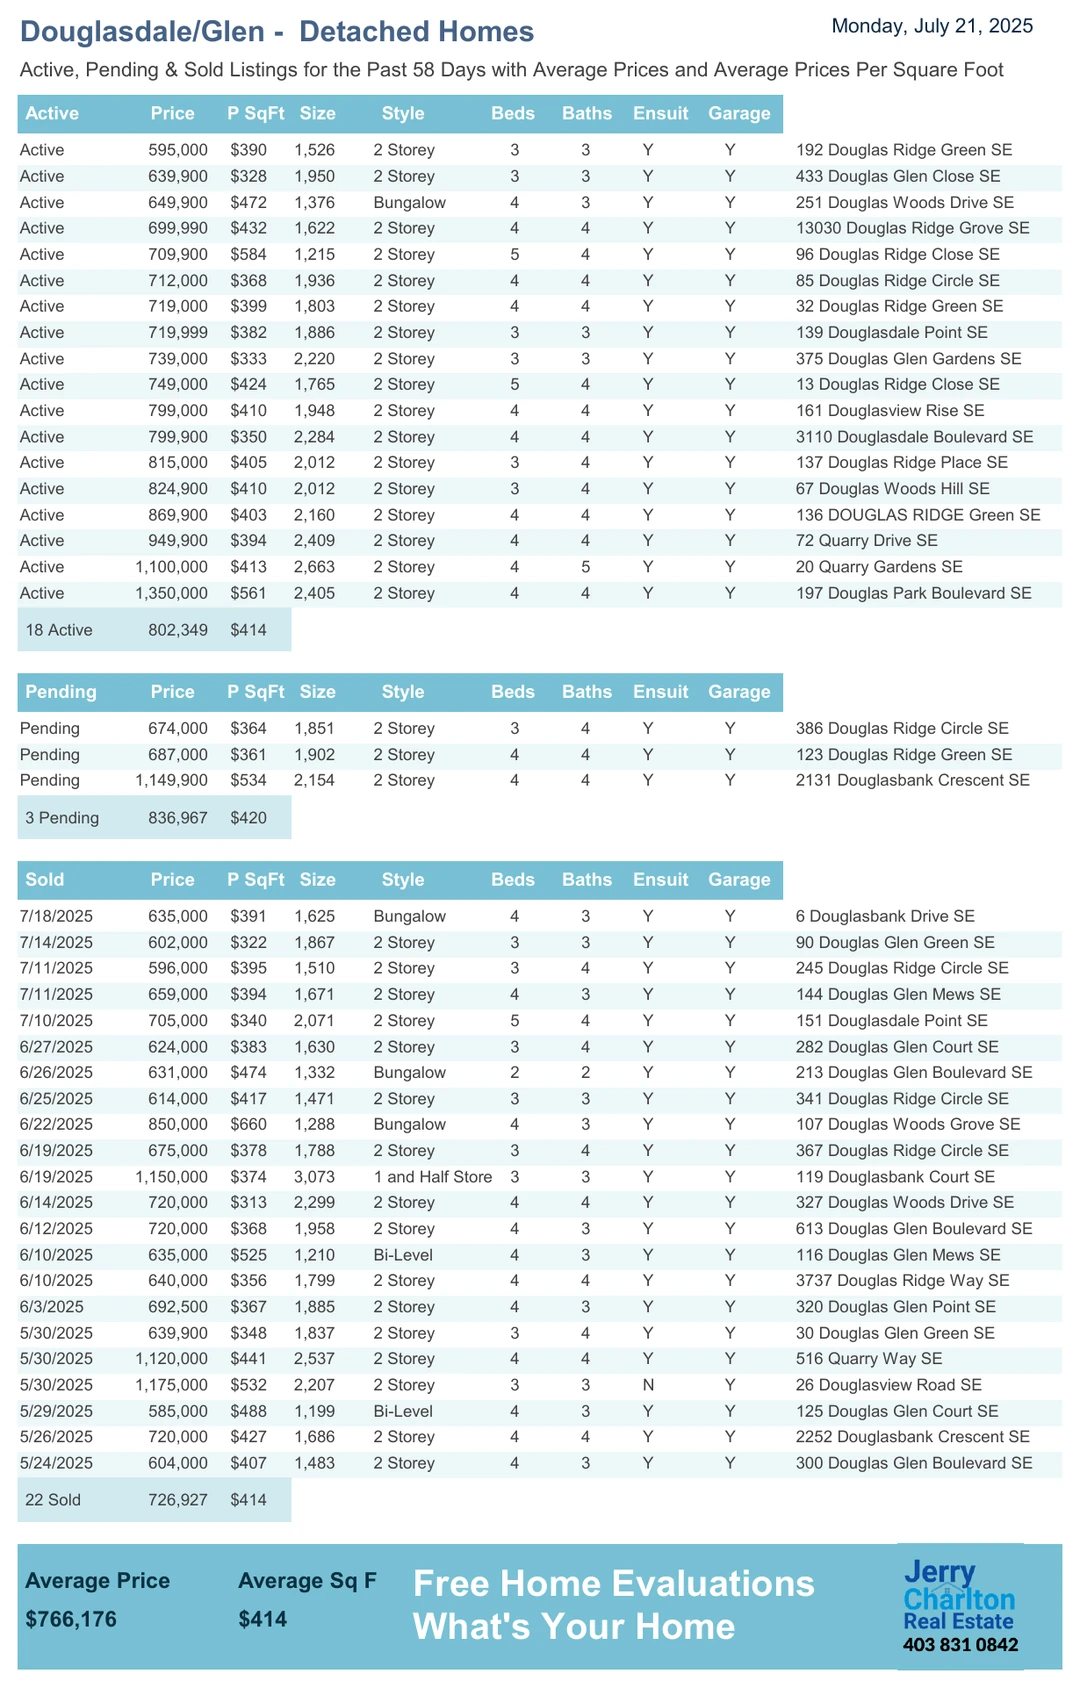 Douglasdale/Glen - Detached Homes
Monday, July 21, 2025
Active, Pending & Sold Listings for the Past 58 Days with Average Prices and Average Prices Per Square Foot
Active Price P SqFt Size Style Beds Baths Ensuit Garage
Active 595,000 $390 1,526 2 Storey 3 3 Y Y 192 Douglas Ridge Green SE
Active 639,900 $328 1,950 2 Storey 3 3 Y Y 433 Douglas Glen Close SE
Active 649,900 $472 1,376 Bungalow 4 3 Y Y 251 Douglas Woods Drive SE
Active 699,990 $432 1,622 2 Storey 4 4 Y Y 13030 Douglas Ridge Grove SE
Active 709,900 $584 1,215 2 Storey 5 4 Y Y 96 Douglas Ridge Close SE
Active 712,000 $368 1,936 2 Storey 4 4 Y Y 85 Douglas Ridge Circle SE
Active 719,000 $399 1,803 2 Storey 4 4 Y Y 32 Douglas Ridge Green SE
Active 719,999 $382 1,886 2 Storey 3 3 Y Y 139 Douglasdale Point SE
Active 739,000 $333 2,220 2 Storey 3 3 Y Y 375 Douglas Glen Gardens SE
Active 749,000 $424 1,765 2 Storey 5 4 Y Y 13 Douglas Ridge Close SE
Active 799,000 $410 1,948 2 Storey 4 4 Y Y 161 Douglasview Rise SE
Active 799,900 $350 2,284 2 Storey 4 4 Y Y 3110 Douglasdale Boulevard SE
Active 815,000 $405 2,012 2 Storey 3 4 Y Y 137 Douglas Ridge Place SE
Active 824,900 $410 2,012 2 Storey 3 4 Y Y 67 Douglas Woods Hill SE
Active 869,900 $403 2,160 2 Storey 4 4 Y Y 136 DOUGLAS RIDGE Green SE
Active 949,900 $394 2,409 2 Storey 4 4 Y Y 72 Quarry Drive SE
Active 1,100,000 $413 2,663 2 Storey 4 5 Y Y 20 Quarry Gardens SE
Active 1,350,000 $561 2,405 2 Storey 4 4 Y Y 197 Douglas Park Boulevard SE
18 Active 802,349 $414
Pending Price P SqFt Size Style Beds Baths Ensuit Garage
Pending 674,000 $364 1,851 2 Storey 3 4 Y Y 386 Douglas Ridge Circle SE
Pending 687,000 $361 1,902 2 Storey 4 4 Y Y 123 Douglas Ridge Green SE
Pending 1,149,900 $534 2,154 2 Storey 4 4 Y Y 2131 Douglasbank Crescent SE
3 Pending 836,967 $420
Sold Price P SqFt Size Style Beds Baths Ensuit Garage
7/18/2025 635,000 $391 1,625 Bungalow 4 3 Y Y 6 Douglasbank Drive SE
7/14/2025 602,000 $322 1,867 2 Storey 3 3 Y Y 90 Douglas Glen Green SE
7/11/2025 596,000 $395 1,510 2 Storey 3 4 Y Y 245 Douglas Ridge Circle SE
7/11/2025 659,000 $394 1,671 2 Storey 4 3 Y Y 144 Douglas Glen Mews SE
7/10/2025 705,000 $340 2,071 2 Storey 5 4 Y Y 151 Douglasdale Point SE
6/27/2025 624,000 $383 1,630 2 Storey 3 4 Y Y 282 Douglas Glen Court SE
6/26/2025 631,000 $474 1,332 Bungalow 2 2 Y Y 213 Douglas Glen Boulevard SE
6/25/2025 614,000 $417 1,471 2 Storey 3 3 Y Y 341 Douglas Ridge Circle SE
6/22/2025 850,000 $660 1,288 Bungalow 4 3 Y Y 107 Douglas Woods Grove SE
6/19/2025 675,000 $378 1,788 2 Storey 3 4 Y Y 367 Douglas Ridge Circle SE
6/19/2025 1,150,000 $374 3,073 1 and Half Store 3 3 Y Y 119 Douglasbank Court SE
6/14/2025 720,000 $313 2,299 2 Storey 4 4 Y Y 327 Douglas Woods Drive SE
6/12/2025 720,000 $368 1,958 2 Storey 4 3 Y Y 613 Douglas Glen Boulevard SE
6/10/2025 635,000 $525 1,210 Bi-Level 4 3 Y Y 116 Douglas Glen Mews SE
6/10/2025 640,000 $356 1,799 2 Storey 4 4 Y Y 3737 Douglas Ridge Way SE
6/3/2025 692,500 $367 1,885 2 Storey 4 3 Y Y 320 Douglas Glen Point SE
5/30/2025 639,900 $348 1,837 2 Storey 3 4 Y Y 30 Douglas Glen Green SE
5/30/2025 1,120,000 $441 2,537 2 Storey 4 4 Y Y 516 Quarry Way SE
5/30/2025 1,175,000 $532 2,207 2 Storey 3 3 N Y 26 Douglasview Road SE
5/29/2025 585,000 $488 1,199 Bi-Level 4 3 Y Y 125 Douglas Glen Court SE
5/26/2025 720,000 $427 1,686 2 Storey 4 4 Y Y 2252 Douglasbank Crescent SE
5/24/2025 604,000 $407 1,483 2 Storey 4 3 Y Y 300 Douglas Glen Boulevard SE
22 Sold 726,927 $414
Average Price Average Sq F
$766,176 $414
Free Home Evaluations
What's Your Home
Jerry
Charlton
Real Estate
403 831 0842